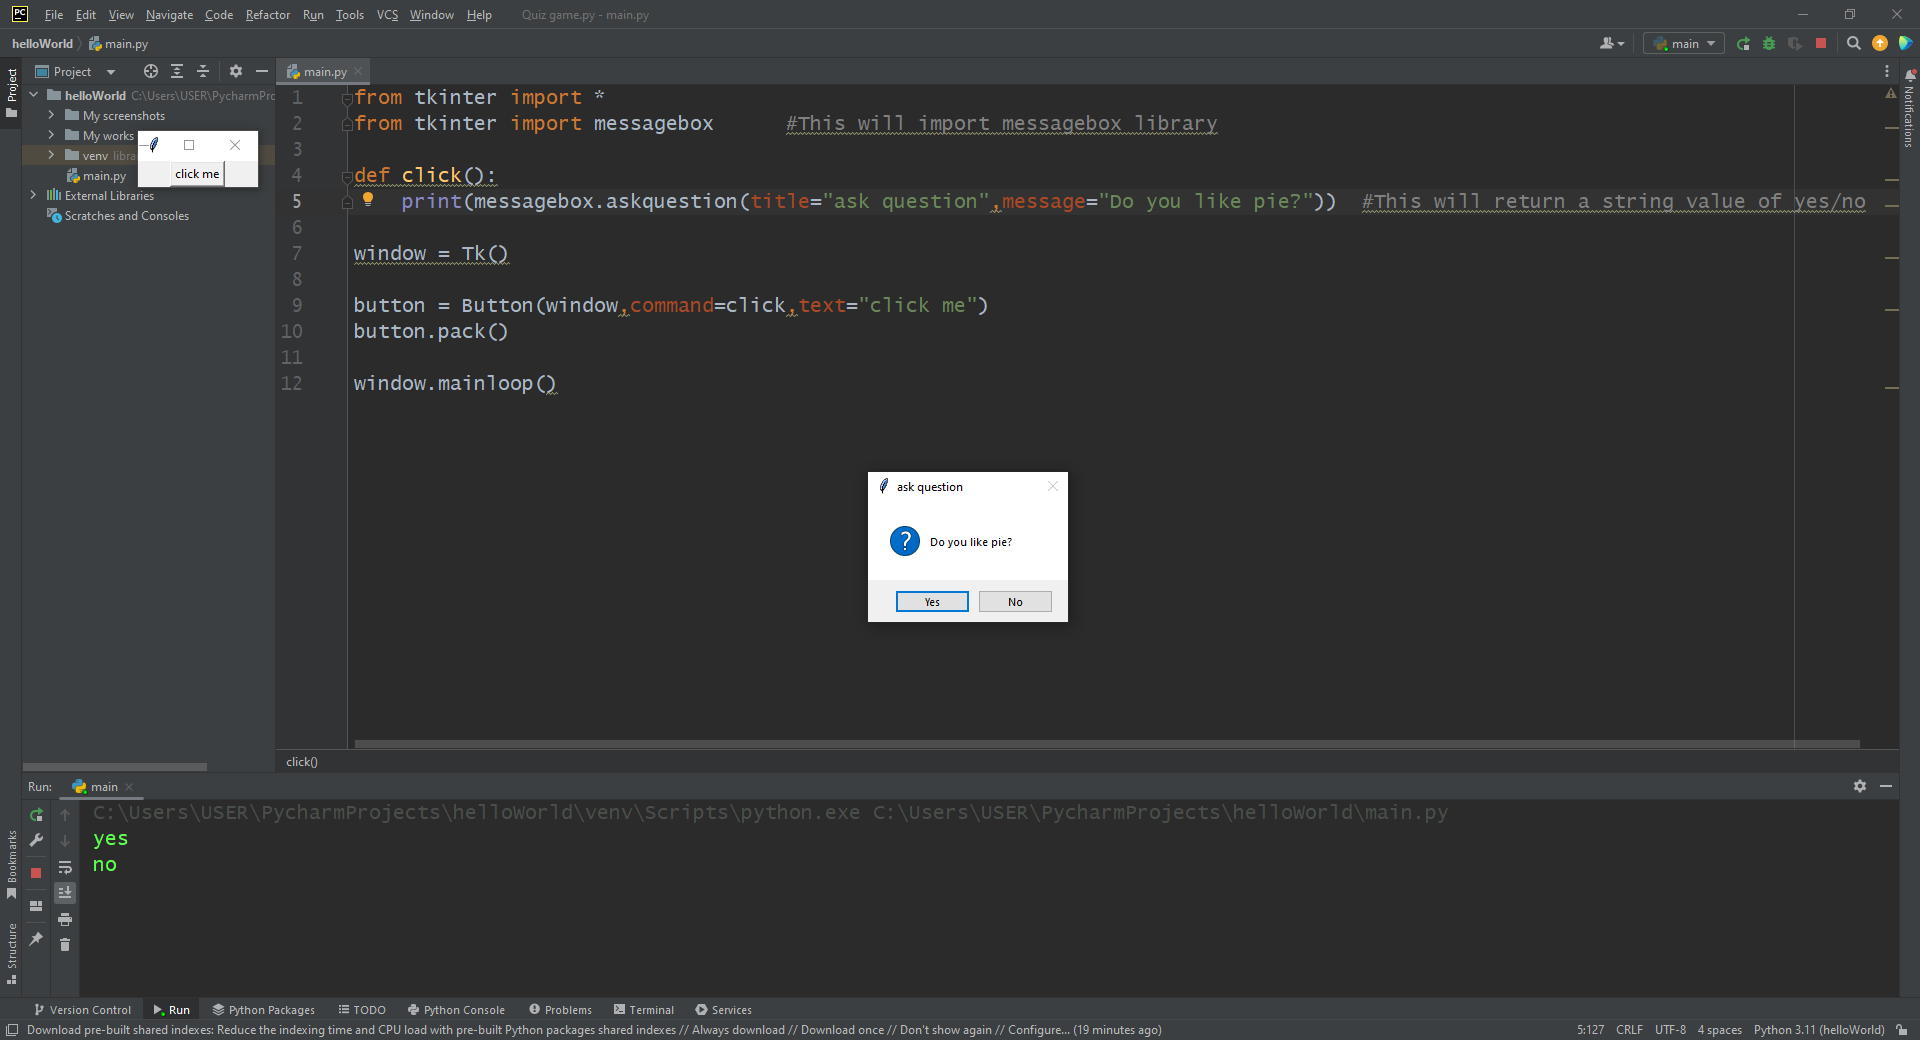 PC File Edit View Navigate Code Refactor Run Tools VCS Window Help Quiz game.py - main.py
helloWorld main.py
main
Project
Project
main.py
helloWorld C:\Users\USER\PycharmPro
My screenshots
My works
venv libra
main.py
External Libraries
Scratches and Consoles
click me
1 from tkinter import *
2 from tkinter import messagebox #This will import messagebox library
3
4 def click():
5 print(messagebox.askquestion(title="ask question",message="Do you like pie?")) #This will return a string value of yes/no
6
7 window = Tk()
8
9 button = Button(window,command=click,text="click me")
10 button.pack()
11
12 window.mainloop()
Notifications
ask question
? Do you like pie?
Yes No
click()
Run: main
C:\Users\USER\PycharmProjects\helloWorld\venv\Scripts\python.exe C:\Users\USER\PycharmProjects\helloWorld\main.py
yes
no
Bookmarks
Structure
Version Control Run Python Packages TODO Python Console Problems Terminal Services
Download pre-built shared indexes: Reduce the indexing time and CPU load with pre-built Python packages shared indexes // Always download // Download once // Don't show again // Configure... (19 minutes ago) 5:127 CRLF UTF-8 4 spaces Python 3.11 (helloWorld)